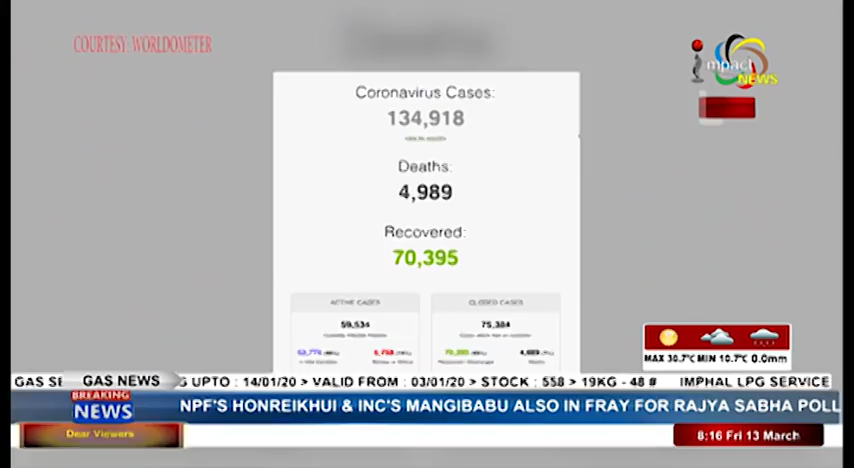 COURTESY: WORLDOMETER
impact
NEWS
Coronavirus Cases:
134,918
Deaths:
4,989
Recovered:
70,395
ACTIVE CASES
59,534
CLOSED CASES
75,384
MAX 30.7°C MIN 10.7°C 0.0mm
GAS NEWS
UPTO : 14/01/20 > VALID FROM : 03/01/20 > STOCK : 558 > 19KG - 48 # IMPHAL LPG SERVICE
BREAKING
NEWS
NPF'S HONREIKHUI & INC'S MANGIBABU ALSO IN FRAY FOR RAJYA SABHA POLL
Dear Viewers
8:16 Fri 13 March